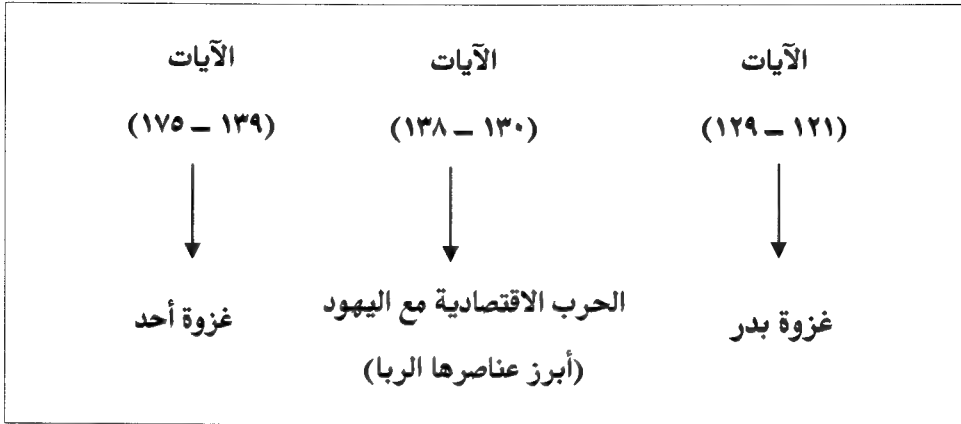 الآيات الآيات الآيات
(١٢١ – ١٢٩) (١٣٠ – ١٣٨) (١٣٩ – ١٧٥)
غزوة بدر الحرب الاقتصادية مع اليهود غزوة أحد
(أبرز عناصرها الربا)